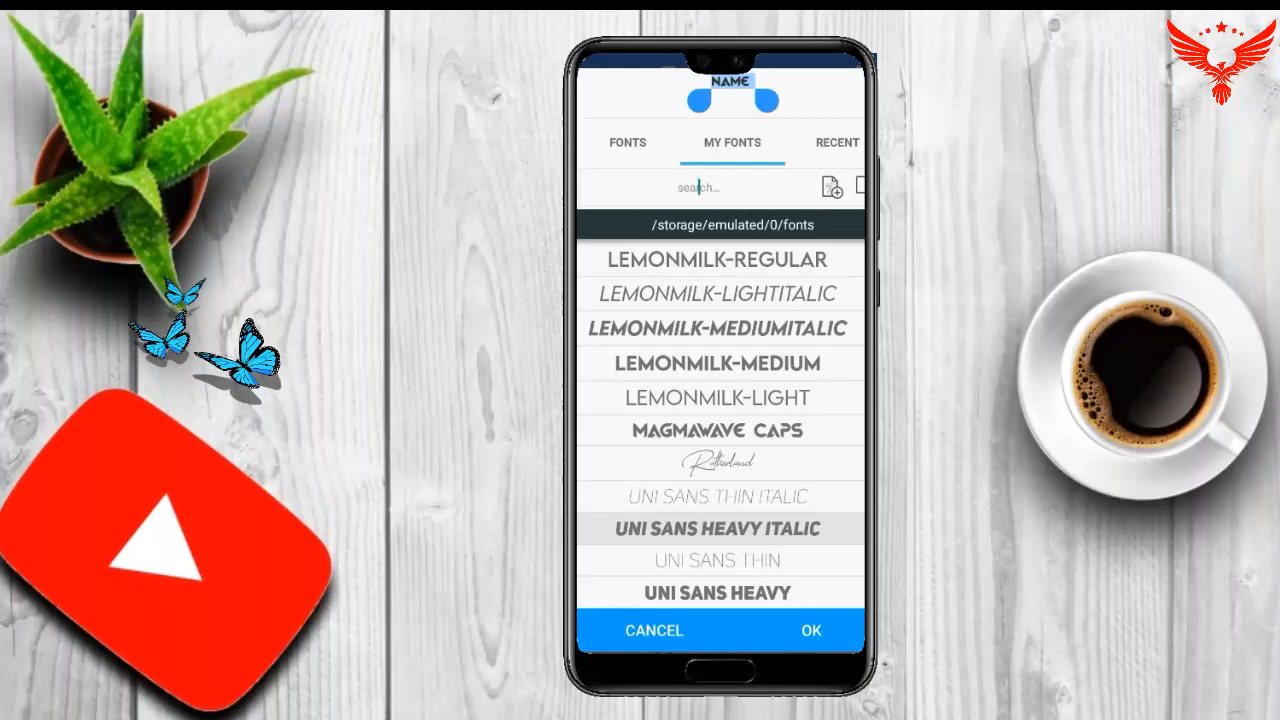 NAME
FONTS MY FONTS RECENT
search...
/storage/emulated/0/fonts
LEMONMILK-REGULAR
LEMONMILK-LIGHTITALIC
LEMONMILK-MEDIUMITALIC
LEMONMILK-MEDIUM
LEMONMILK-LIGHT
MAGMAWAVE CAPS
Rotherland
UNI SANS THIN ITALIC
UNI SANS HEAVY ITALIC
UNI SANS THIN
UNI SANS HEAVY
CANCEL OK